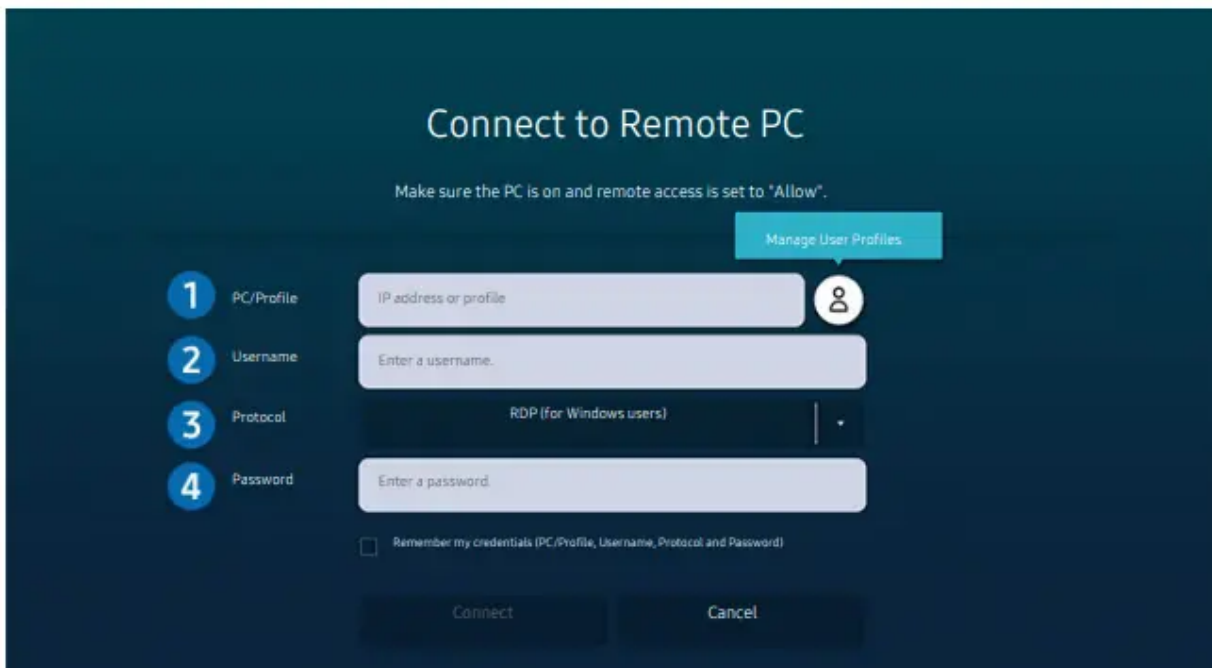 Connect to Remote PC
Make sure the PC is on and remote access is set to "Allow".
Manage User Profiles
1 PC/Profile IP address or profile
2 Username Enter a username.
3 Protocol RDP (for Windows users)
4 Password Enter a password.
Remember my credentials (PC/Profile, Username, Protocol and Password)
Connect Cancel